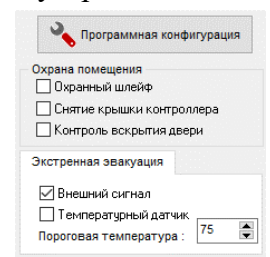 Программная конфигурация
Охрана помещения
Охранный шлейф
Снятие крышки контроллера
Контроль вскрытия двери
Экстренная эвакуация
Внешний сигнал
Температурный датчик
Пороговая температура : 75